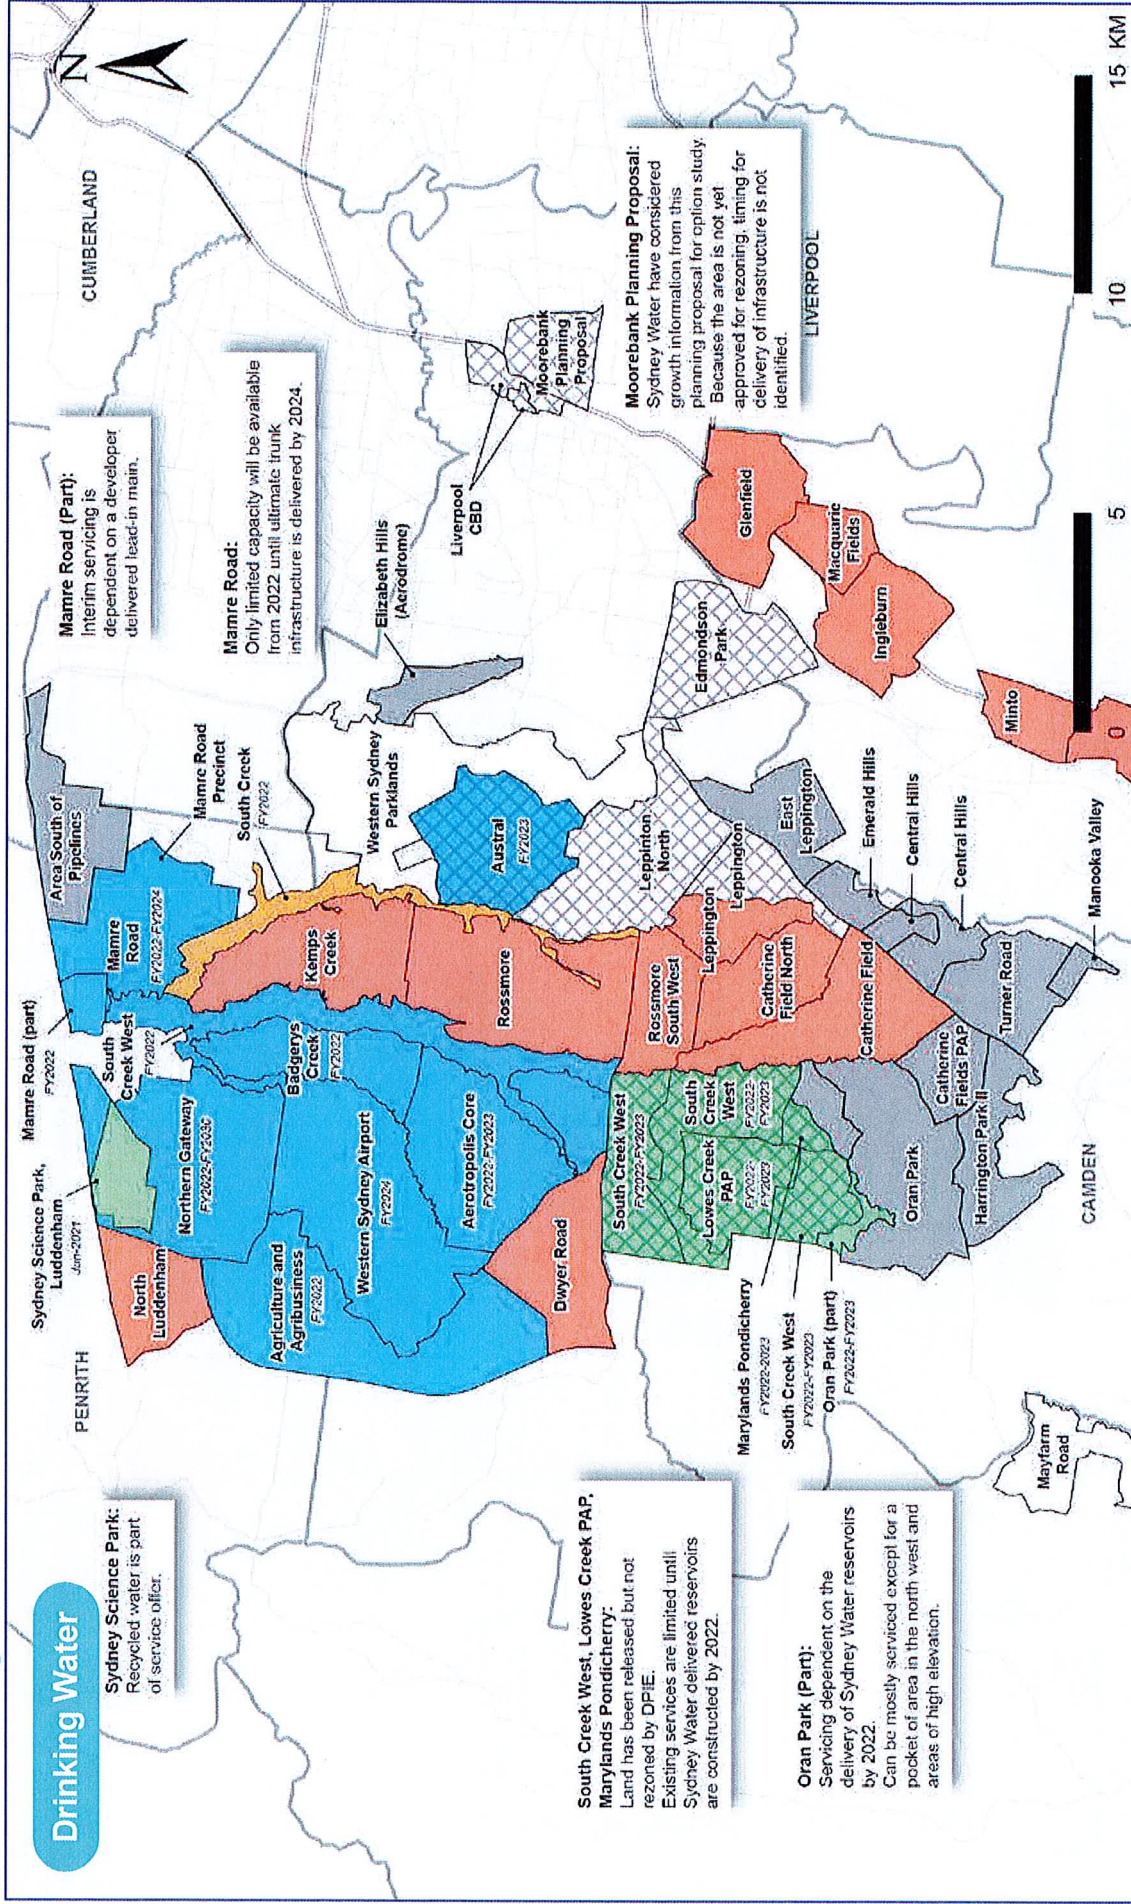 Drinking Water
Sydney Science Park:
Recycled water is part
of service offer.
PENRITH
CUMBERLAND
N
Mamre Road (Part):
Interim servicing is
dependent on a developer
delivered lead-in main.
Mamre Road:
Only limited capacity will be available
from 2022 until ultimate trunk
infrastructure is delivered by 2024.
Sydney Science Park,
Luddenham
Jun-2021
Mamre Road (part)
FY2022
Area South of
Pipelines
North
Luddenham
South
Creek West
FY2022
Mamre
Road
FY2022-FY2024
Mamre Road
Precinct
South Creek
FY2022
Northern Gateway
FY2022-FY2030
Agriculture and
Agribusiness
FY2022
Badgerys
Creek
FY2022
Kemps
Creek
Western Sydney Airport
FY2024
Western Sydney
Parklands
Elizabeth Hills
(Aerodrome)
Liverpool
CBD
Moorebank
Planning
Proposal
Aerotropolis Core
FY2022-FY2023
Rossmore
Austral
FY2023
Dwyer Road
South Creek West, Lowes Creek PAP,
Marylands Pondicherry:
Land has been released but not
rezoned by DPIE.
Existing services are limited until
Sydney Water delivered reservoirs
are constructed by 2022.
South Creek West
FY2022-FY2023
Rossmore
South West
Leppington
North
Edmondson
Park
Glenfield
Moorebank Planning Proposal:
Sydney Water have considered
growth information from this
planning proposal for option study.
Because the area is not yet
approved for rezoning, timing for
delivery of infrastructure is not
identified.
LIVERPOOL
Lowes Creek
PAP
FY2022-
FY2023
South
Creek
West
FY2022-
FY2023
Leppington
Leppington
East
Leppington
Macquarie
Fields
Ingleburn
Marylands Pondicherry
FY2022-2023
South Creek West
FY2022-FY2023
Oran Park (part)
FY2022-FY2023
Catherine
Field North
Catherine Field
Emerald Hills
Central Hills
Central Hills
Oran Park (Part):
Servicing dependent on the
delivery of Sydney Water reservoirs
by 2022.
Can be mostly serviced except for a
pocket of area in the north west and
areas of high elevation.
Oran Park
Catherine
Fields PAP
Turner Road
Minto
Harrington Park II
Manooka Valley
Mayfarm
Road
CAMDEN
0
5
10
15 KM